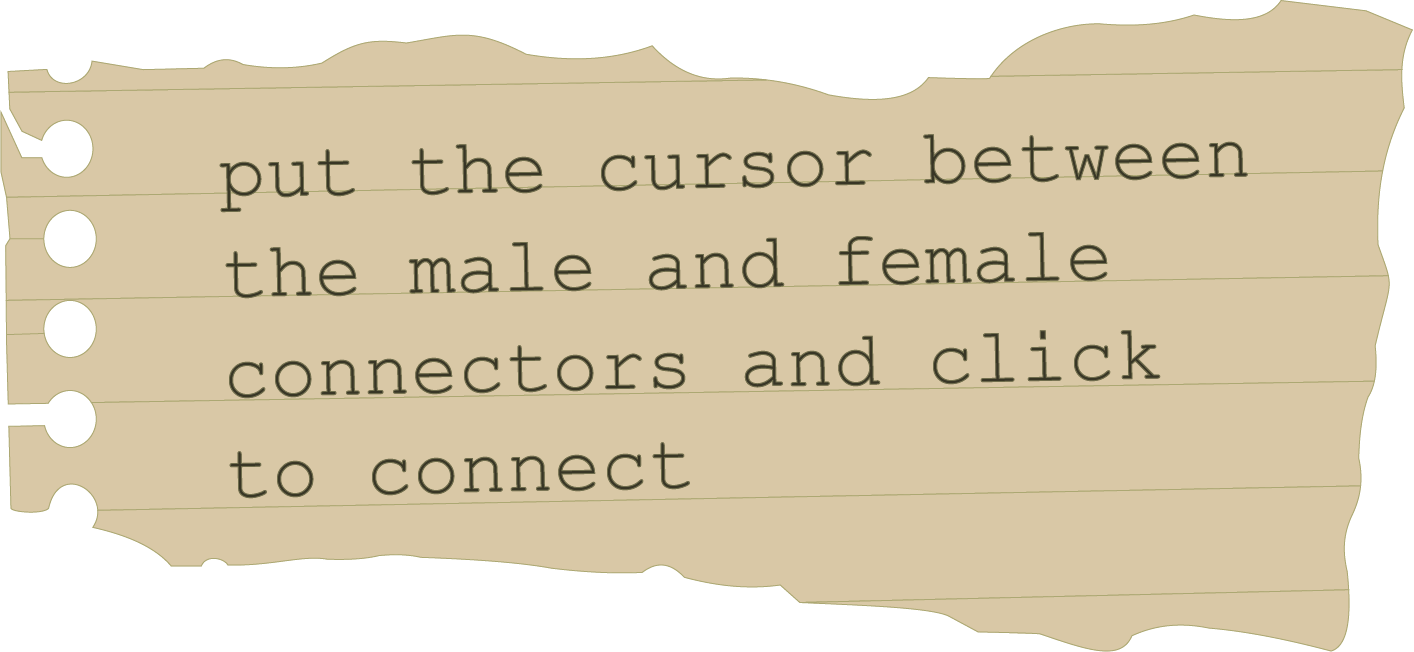 put the cursor between
the male and female
connectors and click
to connect